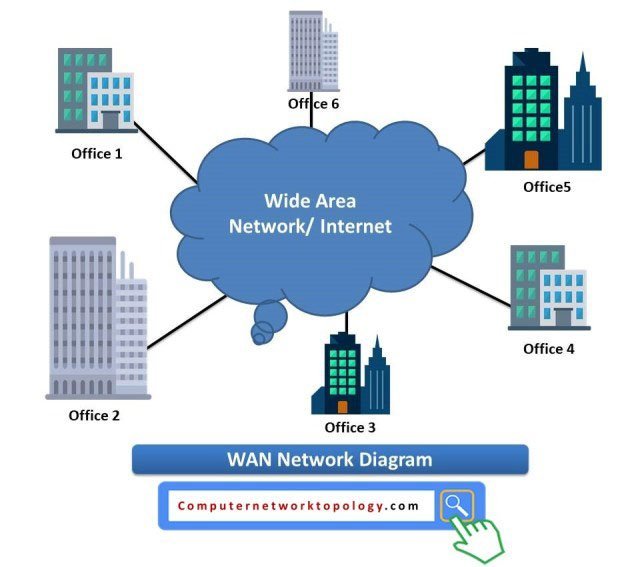 Office 6
Office 1
Office5
Wide Area
Network/ Internet
Office 2
Office 4
Office 3
WAN Network Diagram
Computernetworktopology.com